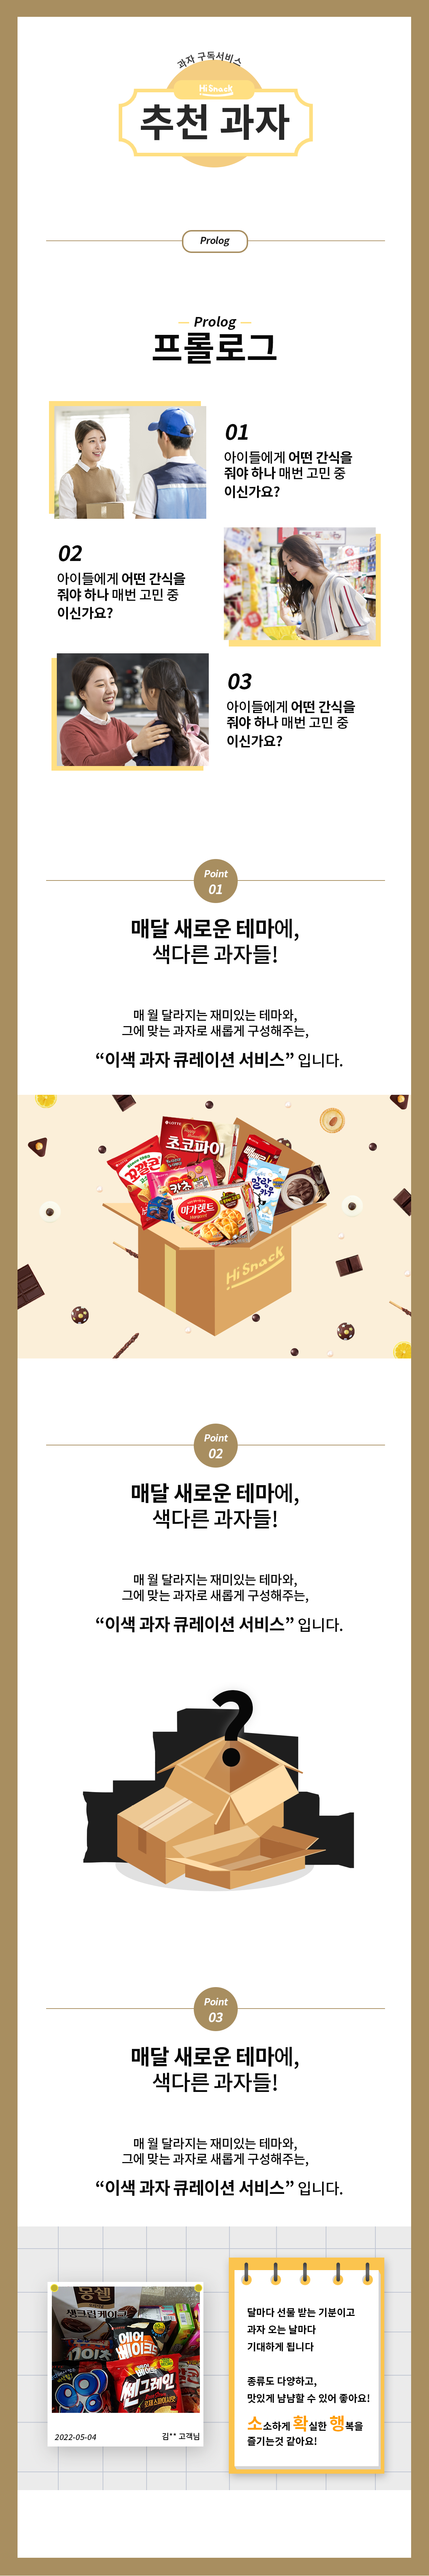 과자 구독서비스
Hi Snack
추천 과자
Prolog
Prolog
프롤로그
01
아이들에게 어떤 간식을
줘야 하나 매번 고민 중
이신가요?
02
아이들에게 어떤 간식을
줘야 하나 매번 고민 중
이신가요?
03
아이들에게 어떤 간식을
줘야 하나 매번 고민 중
이신가요?
Point
01
매달 새로운 테마에,
색다른 과자들!
매 월 달라지는 재미있는 테마와,
그에 맞는 과자로 새롭게 구성해주는,
“이색 과자 큐레이션 서비스” 입니다.
LOTTE
초코파이
꼬깔콘
칸쵸
말랑카우
마가렛트
Hi Snack
Point
02
매달 새로운 테마에,
색다른 과자들!
매 월 달라지는 재미있는 테마와,
그에 맞는 과자로 새롭게 구성해주는,
“이색 과자 큐레이션 서비스” 입니다.
?
Point
03
매달 새로운 테마에,
색다른 과자들!
매 월 달라지는 재미있는 테마와,
그에 맞는 과자로 새롭게 구성해주는,
“이색 과자 큐레이션 서비스” 입니다.
몽쉘
생크림케이크
에어
베이크드
쎈그레인
2022-05-04
김** 고객님
달마다 선물 받는 기분이고
과자 오는 날마다
기대하게 됩니다
종류도 다양하고,
맛있게 냠냠할 수 있어 좋아요!
소소하게 확실한 행복을
즐기는것 같아요!